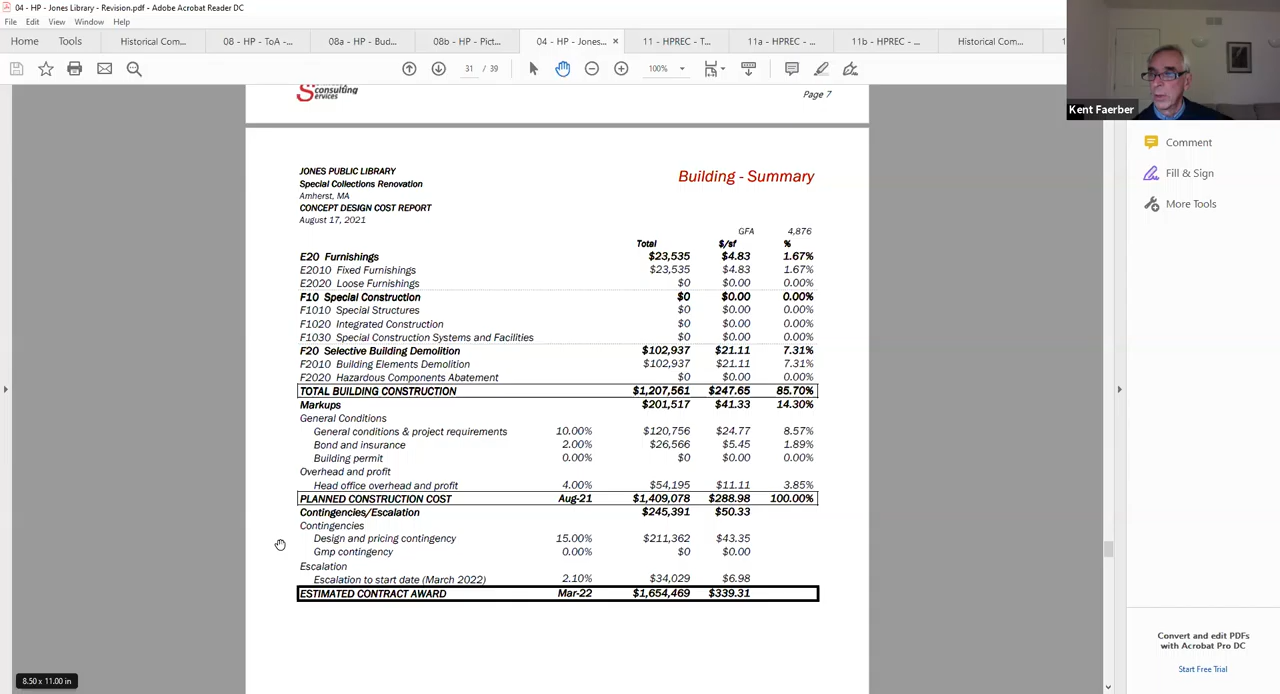 04 - HP - Jones Library - Revision.pdf - Adobe Acrobat Reader DC
File Edit View Window Help
Home Tools Historical Com... 08 - HP - ToA -... 08a - HP - Bud... 08b - HP - Pict... 04 - HP - Jones... × 11 - HPREC - T... 11a - HPREC - ... 11b - HPREC - ... Historical Com...
31 / 39 100%
Kent Faerber
consulting
Services
Page 7
JONES PUBLIC LIBRARY
Building - Summary
Special Collections Renovation
Amherst, MA
CONCEPT DESIGN COST REPORT
August 17, 2021
GFA 4,876
Total $/sf %
E20 Furnishings $23,535 $4.83 1.67%
E2010 Fixed Furnishings $23,535 $4.83 1.67%
E2020 Loose Furnishings $0 $0.00 0.00%
F10 Special Construction $0 $0.00 0.00%
F1010 Special Structures $0 $0.00 0.00%
F1020 Integrated Construction $0 $0.00 0.00%
F1030 Special Construction Systems and Facilities $0 $0.00 0.00%
F20 Selective Building Demolition $102,937 $21.11 7.31%
F2010 Building Elements Demolition $102,937 $21.11 7.31%
F2020 Hazardous Components Abatement $0 $0.00 0.00%
TOTAL BUILDING CONSTRUCTION $1,207,561 $247.65 85.70%
Markups $201,517 $41.33 14.30%
General Conditions
General conditions & project requirements 10.00% $120,756 $24.77 8.57%
Bond and insurance 2.00% $26,566 $5.45 1.89%
Building permit 0.00% $0 $0.00 0.00%
Overhead and profit
Head office overhead and profit 4.00% $54,195 $11.11 3.85%
PLANNED CONSTRUCTION COST Aug-21 $1,409,078 $288.98 100.00%
Contingencies/Escalation $245,391 $50.33
Contingencies
Design and pricing contingency 15.00% $211,362 $43.35
Gmp contingency 0.00% $0 $0.00
Escalation
Escalation to start date (March 2022) 2.10% $34,029 $6.98
ESTIMATED CONTRACT AWARD Mar-22 $1,654,469 $339.31
8.50 x 11.00 in
Comment
Fill & Sign
More Tools
Convert and edit PDFs
with Acrobat Pro DC
Start Free Trial